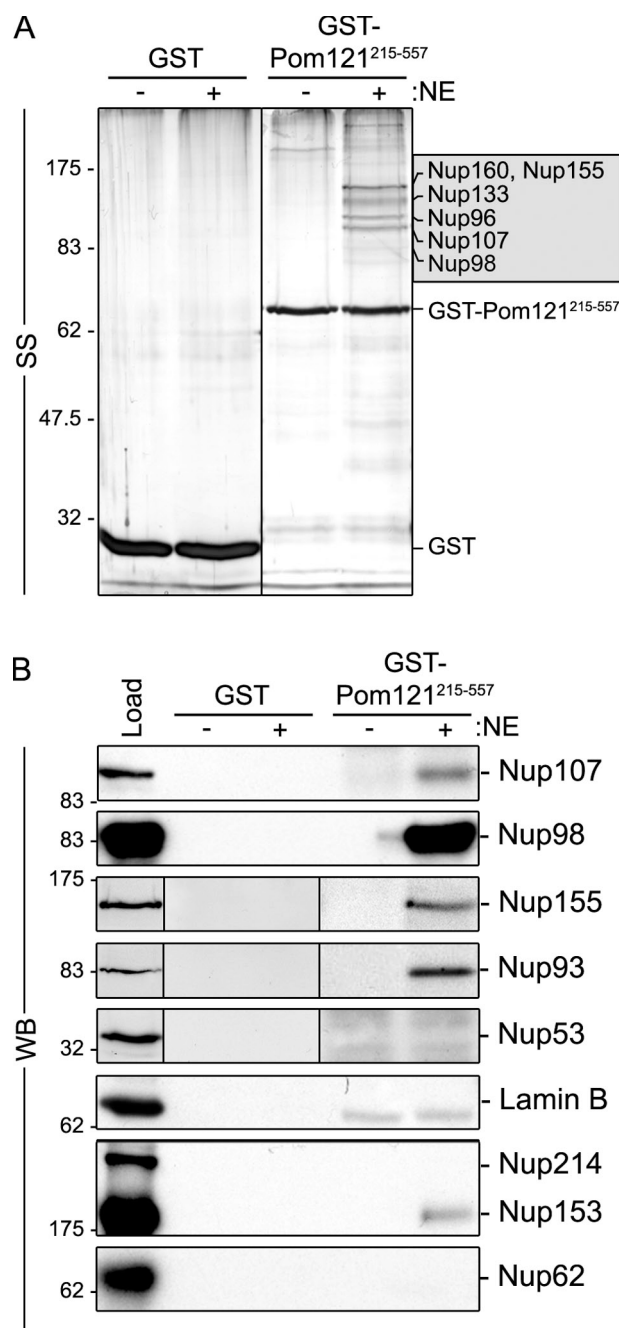 A
GST
GST-
Pom121²¹⁵⁻⁵⁵⁷
- + - + :NE
SS
175 -
83 -
62 -
47.5 -
32 -
Nup160, Nup155
Nup133
Nup96
Nup107
Nup98
GST-Pom121²¹⁵⁻⁵⁵⁷
GST
B
Load
GST
GST-
Pom121²¹⁵⁻⁵⁵⁷
- + - + :NE
WB
83 - - Nup107
83 - - Nup98
175 - - Nup155
83 - - Nup93
32 - - Nup53
62 - - Lamin B
- Nup214
175 - - Nup153
62 - - Nup62